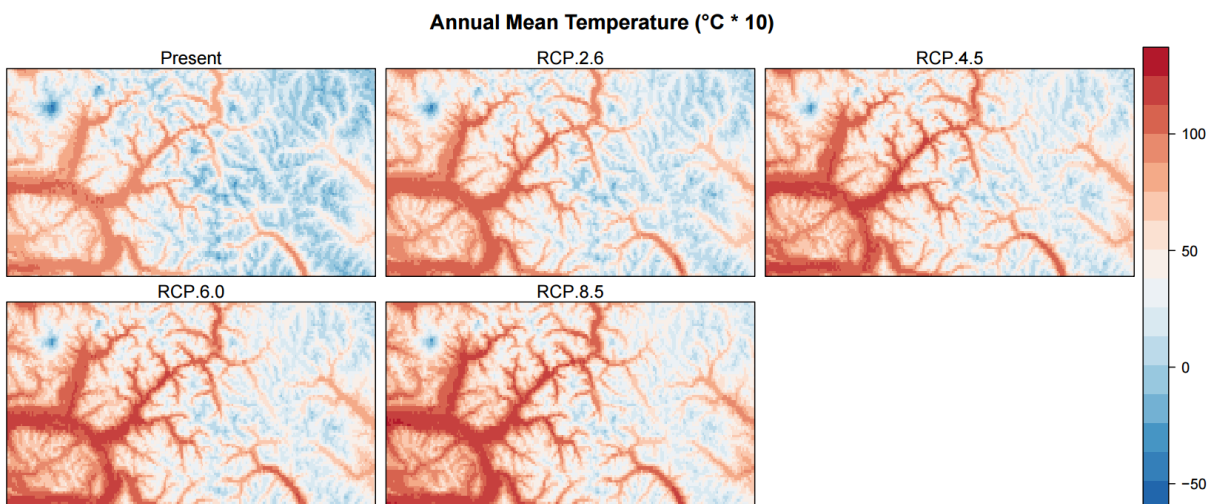 Annual Mean Temperature (°C * 10)
Present
RCP.2.6
RCP.4.5
RCP.6.0
RCP.8.5
100
50
0
−50